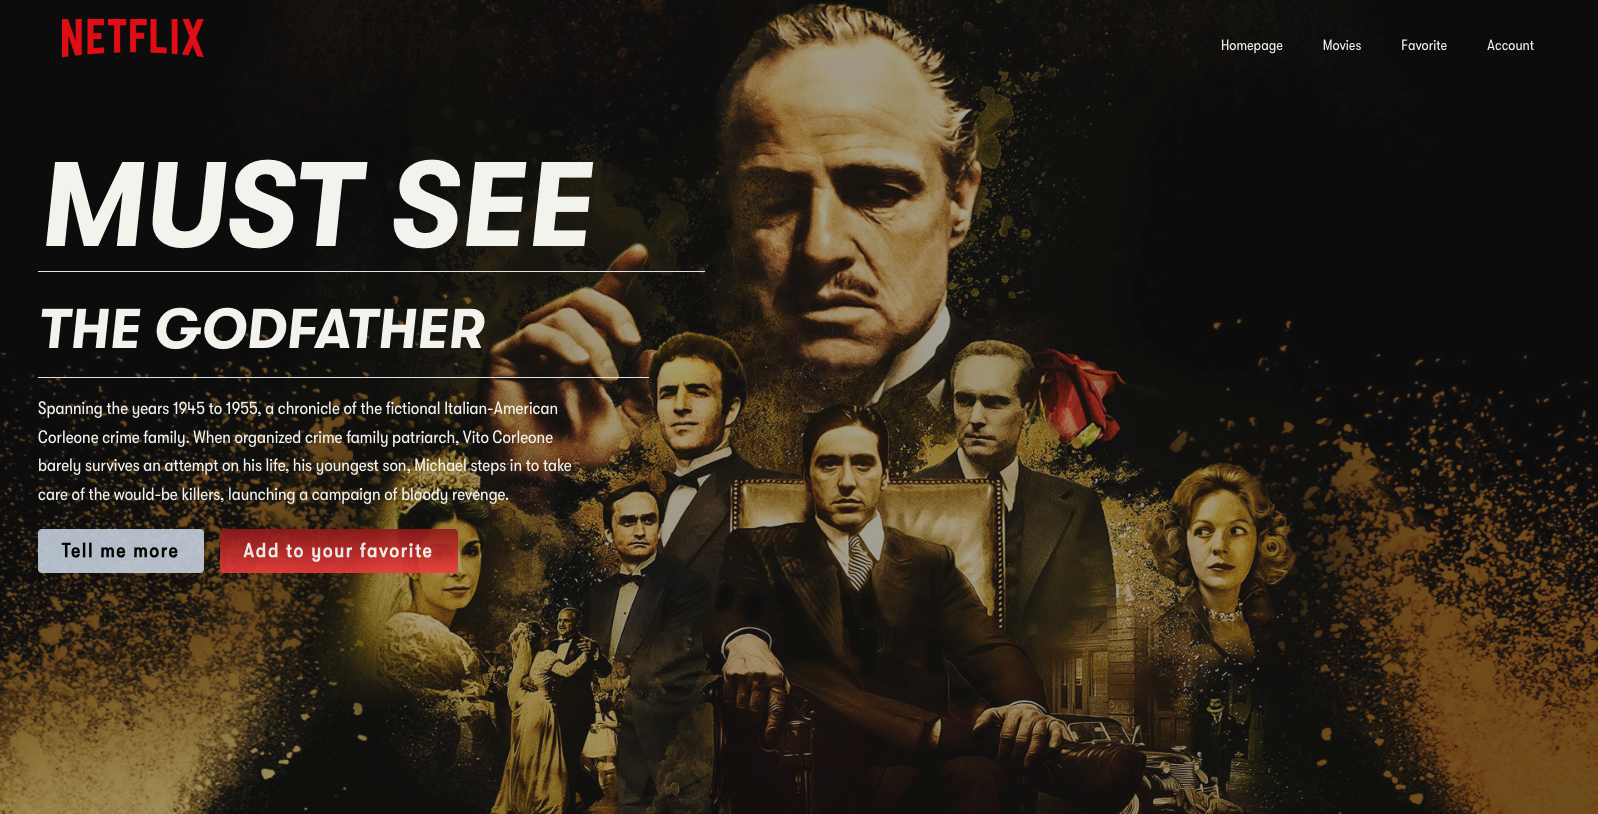 NETFLIX
Homepage Movies Favorite Account
MUST SEE
THE GODFATHER
Spanning the years 1945 to 1955, a chronicle of the fictional Italian-American
Corleone crime family. When organized crime family patriarch, Vito Corleone
barely survives an attempt on his life, his youngest son, Michael steps in to take
care of the would-be killers, launching a campaign of bloody revenge.
Tell me more
Add to your favorite